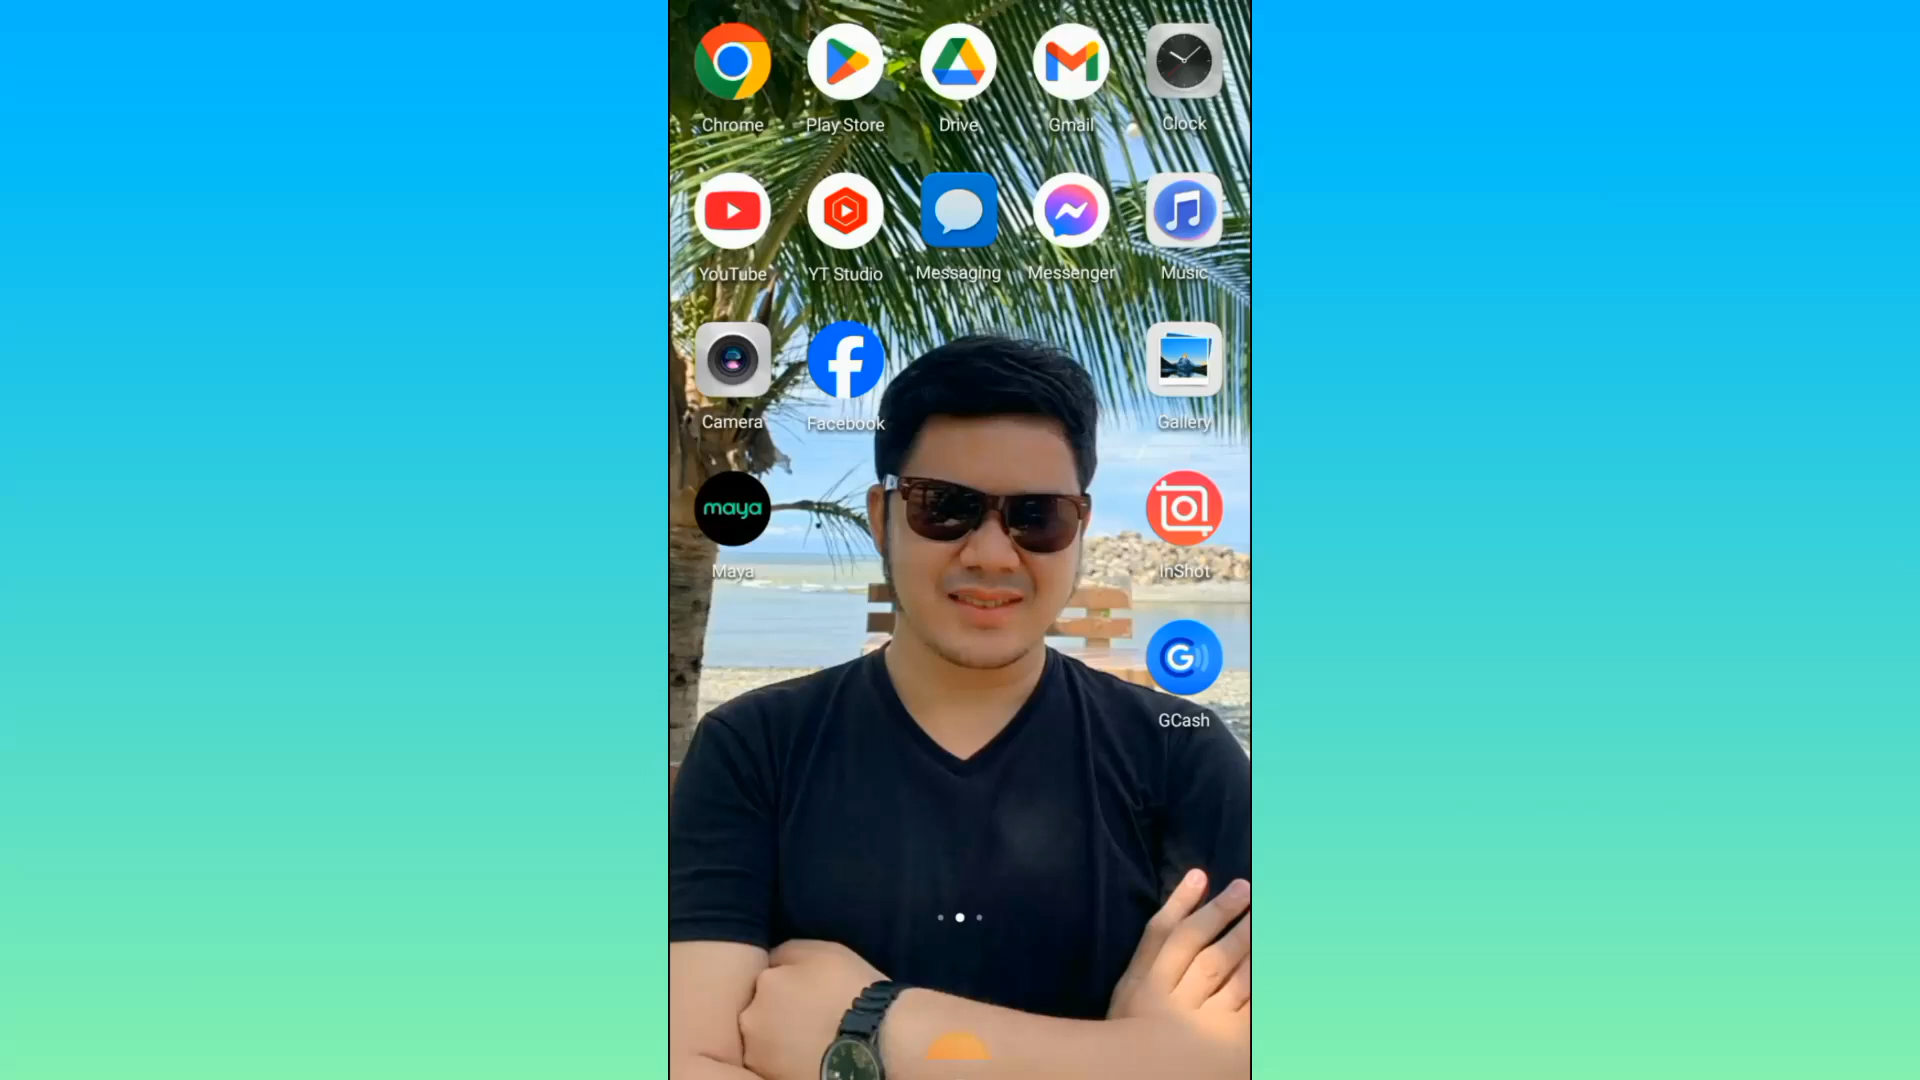 Chrome
Play Store
Drive
Gmail
Clock
YouTube
YT Studio
Messaging
Messenger
Music
Camera
Facebook
Gallery
maya
Maya
InShot
G
GCash